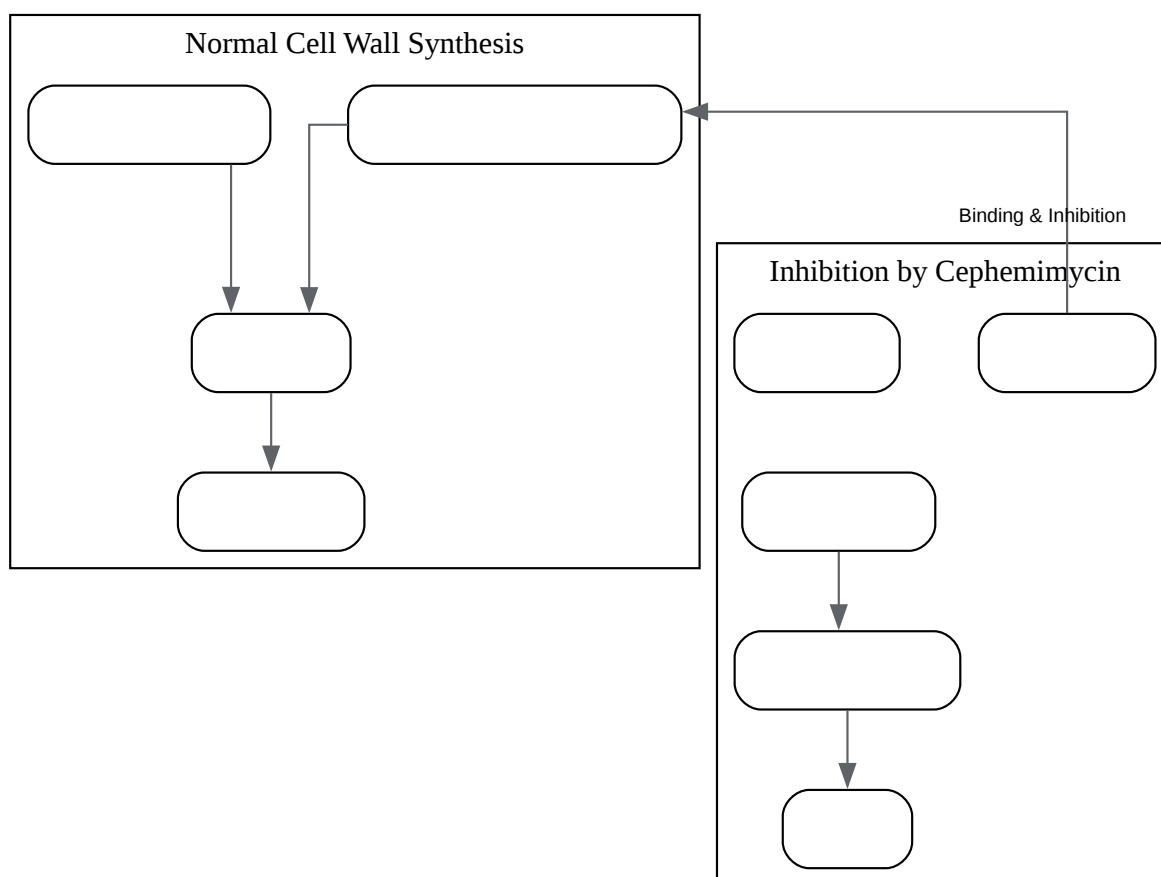 Normal Cell Wall Synthesis
Binding & Inhibition
Inhibition by Cephemimycin